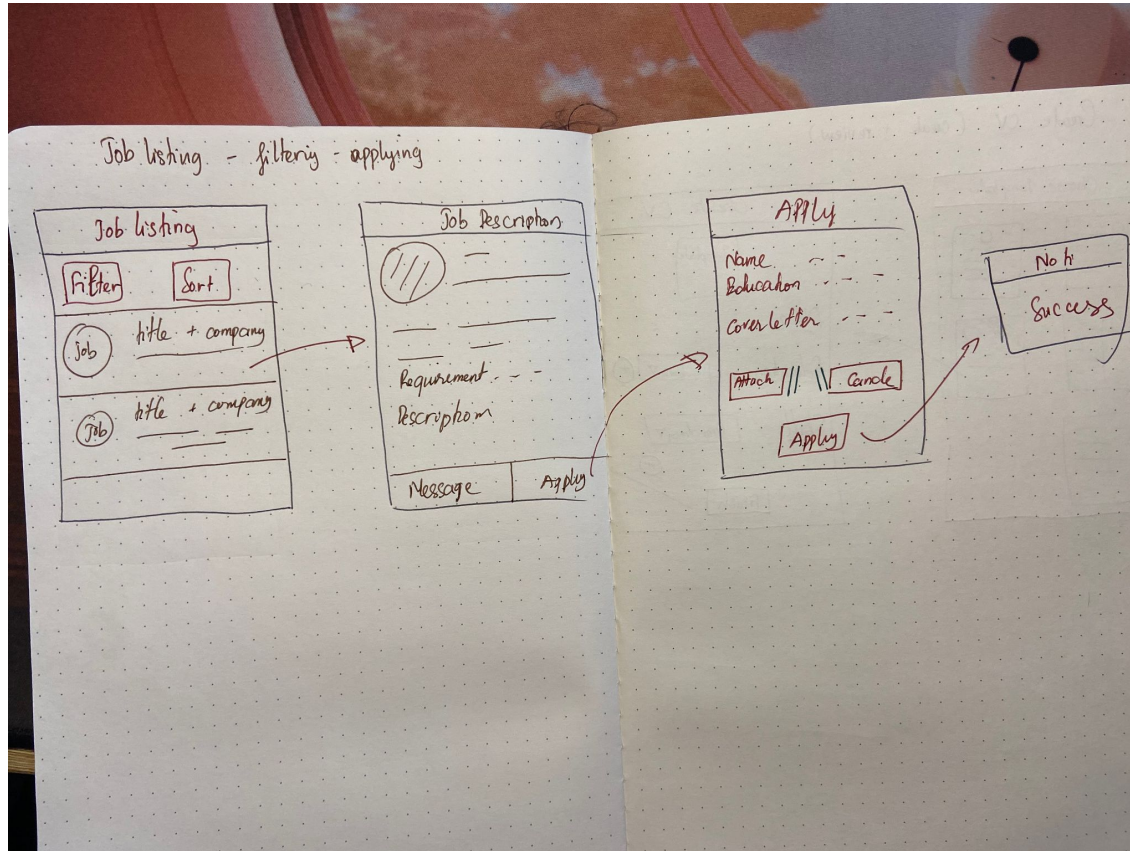 Job listing - filtering - applying
Job listing
Filter
Sort
Job
title + company
Job
title + company
Job Description
Requirement
Description
Message
Apply
Apply
Name
Education
Cover letter
Attach
Cancle
Apply
Noti
Success